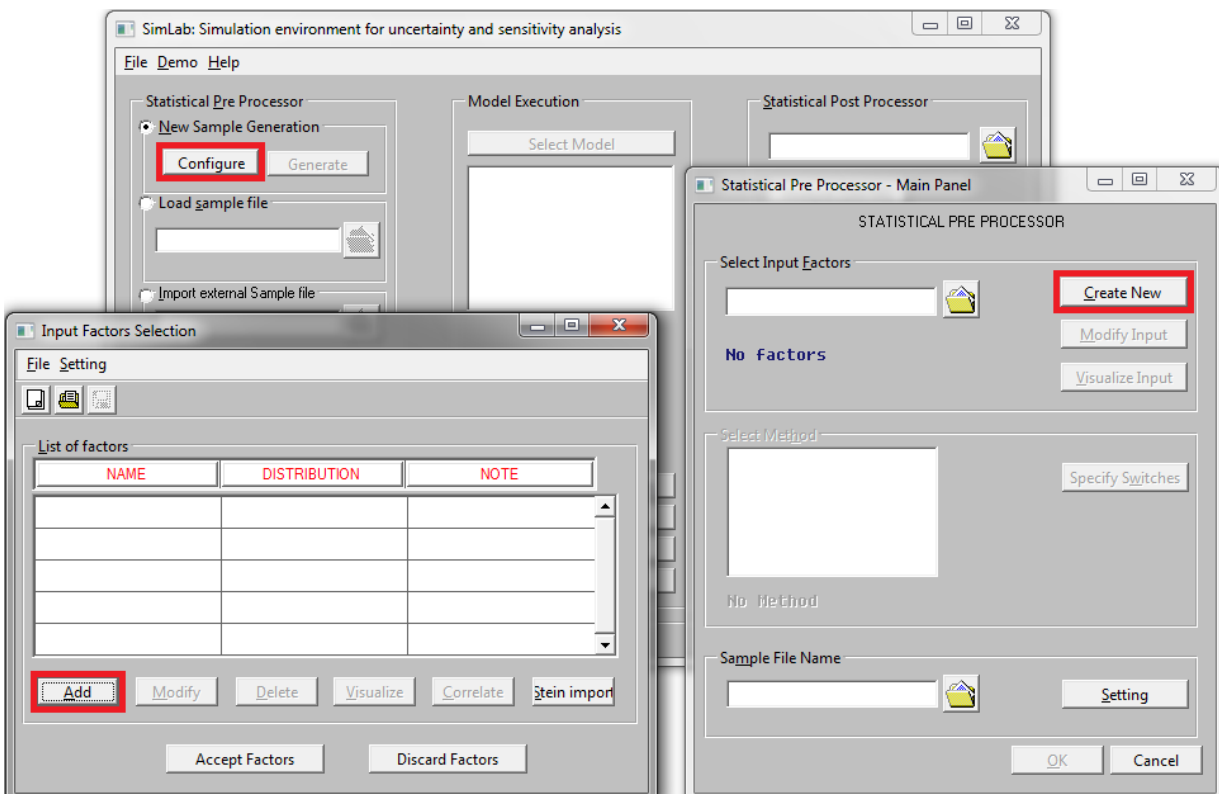 SimLab: Simulation environment for uncertainty and sensitivity analysis
File Demo Help
Statistical Pre Processor
New Sample Generation
Configure
Generate
Load sample file
Import external Sample file
Model Execution
Select Model
Statistical Post Processor
Statistical Pre Processor - Main Panel
STATISTICAL PRE PROCESSOR
Select Input Factors
Create New
Modify Input
Visualize Input
No factors
Select Method
Specify Switches
No Method
Sample File Name
Setting
OK
Cancel
Input Factors Selection
File Setting
List of factors
NAME DISTRIBUTION NOTE
Add Modify Delete Visualize Correlate Stein import
Accept Factors Discard Factors